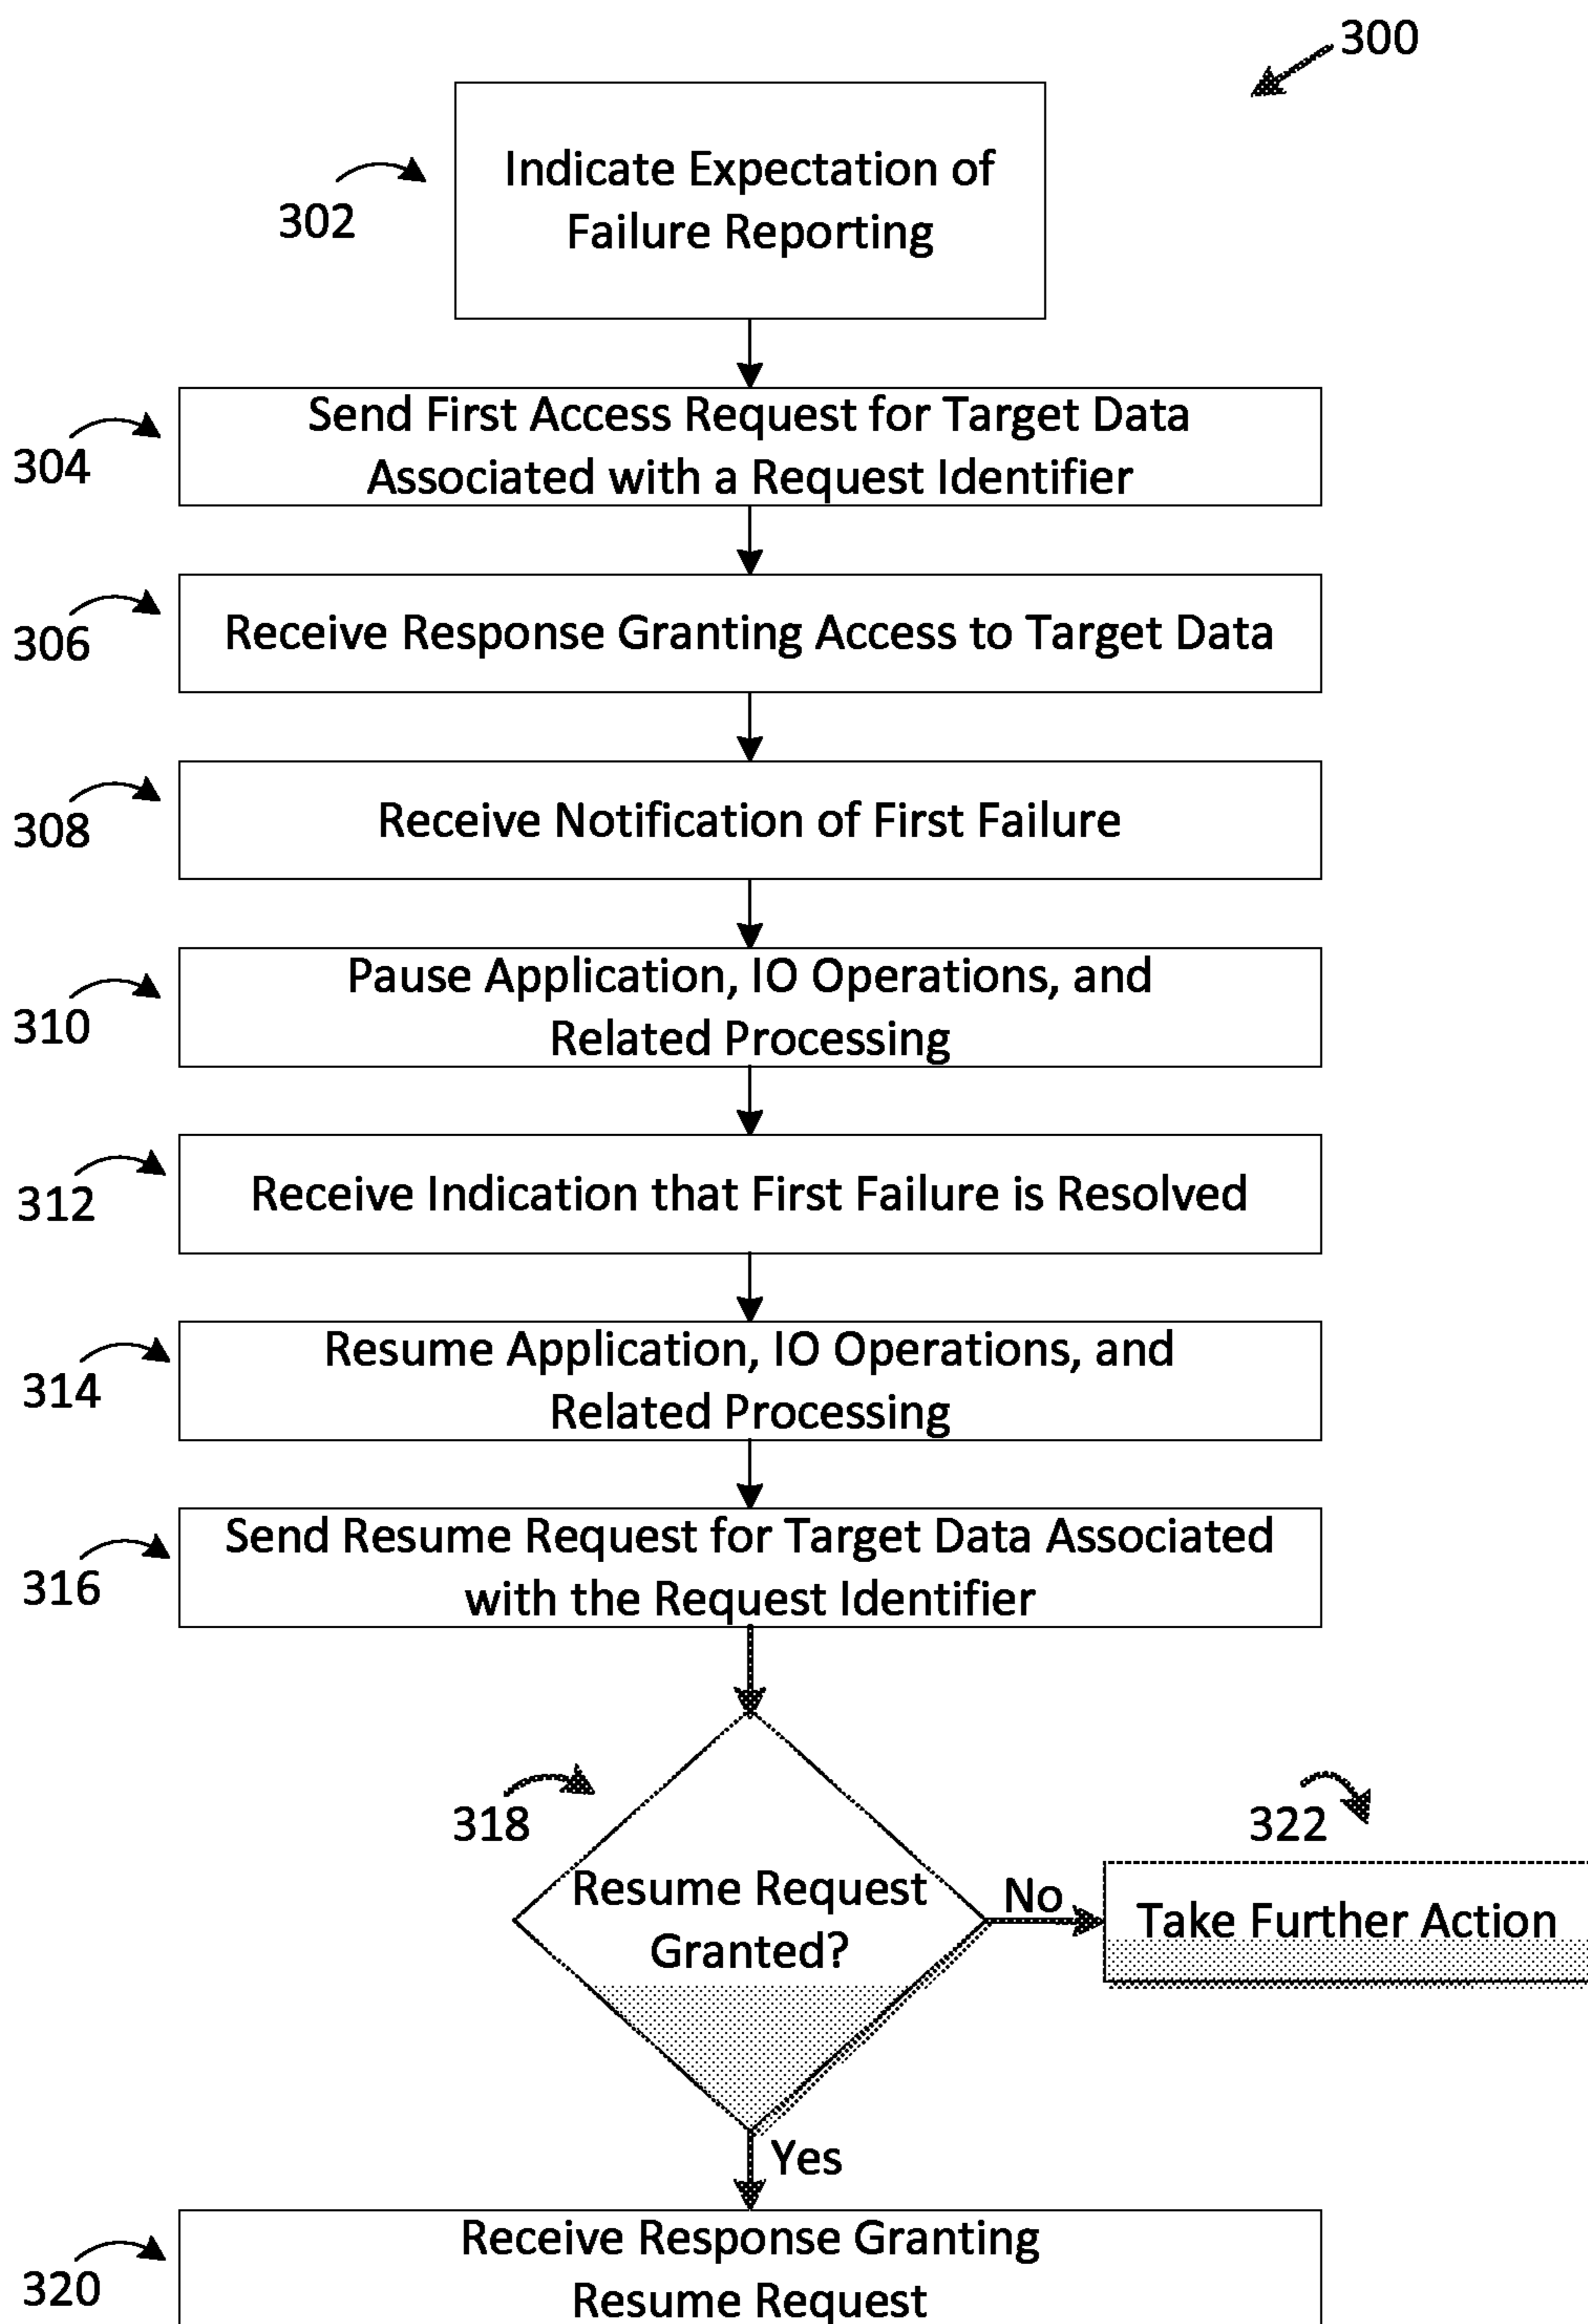 300
Indicate Expectation of
Failure Reporting
302
Send First Access Request for Target Data
Associated with a Request Identifier
304
Receive Response Granting Access to Target Data
306
Receive Notification of First Failure
308
Pause Application, IO Operations, and
Related Processing
310
Receive Indication that First Failure is Resolved
312
Resume Application, IO Operations, and
Related Processing
314
Send Resume Request for Target Data Associated
with the Request Identifier
316
318
322
Resume Request
Granted?
No
Take Further Action
Yes
Receive Response Granting
Resume Request
320